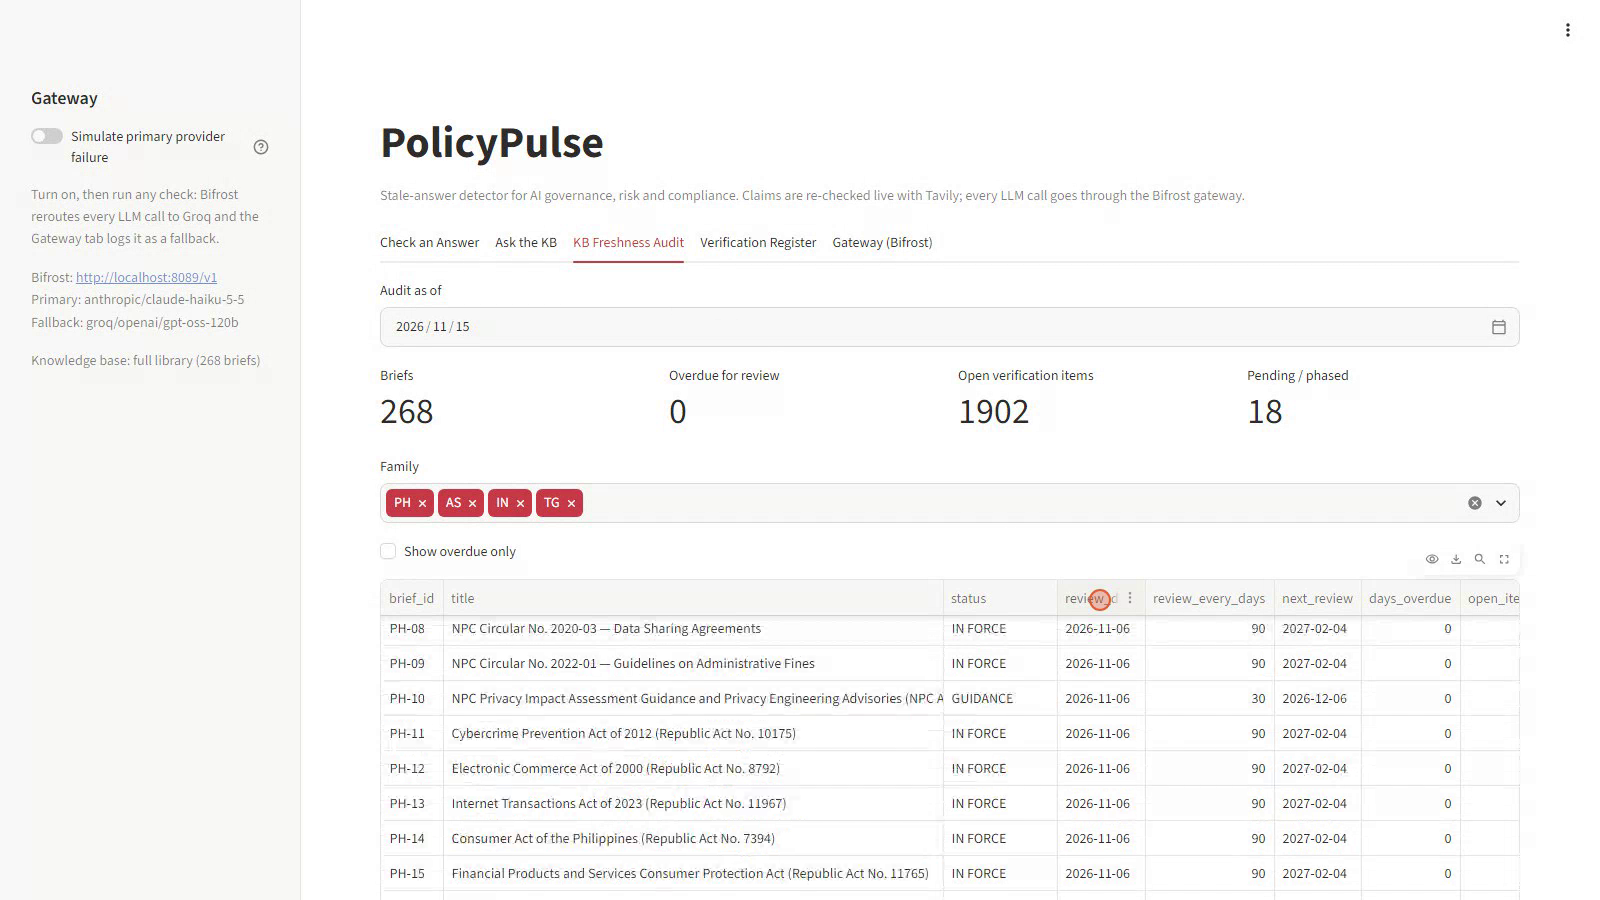 Gateway
Simulate primary provider
failure
Turn on, then run any check: Bifrost
reroutes every LLM call to Groq and the
Gateway tab logs it as a fallback.
Bifrost: http://localhost:8089/v1
Primary: anthropic/claude-haiku-5-5
Fallback: groq/openai/gpt-oss-120b
Knowledge base: full library (268 briefs)
PolicyPulse
Stale-answer detector for AI governance, risk and compliance. Claims are re-checked live with Tavily; every LLM call goes through the Bifrost gateway.
Check an Answer Ask the KB KB Freshness Audit Verification Register Gateway (Bifrost)
Audit as of
2026 / 11 / 15
Briefs Overdue for review Open verification items Pending / phased
268 0 1902 18
Family
PH AS IN TG
Show overdue only
brief_id title status review_d review_every_days next_review days_overdue open_ite
PH-08 NPC Circular No. 2020-03 — Data Sharing Agreements IN FORCE 2026-11-06 90 2027-02-04 0
PH-09 NPC Circular No. 2022-01 — Guidelines on Administrative Fines IN FORCE 2026-11-06 90 2027-02-04 0
PH-10 NPC Privacy Impact Assessment Guidance and Privacy Engineering Advisories (NPC A GUIDANCE 2026-11-06 30 2026-12-06 0
PH-11 Cybercrime Prevention Act of 2012 (Republic Act No. 10175) IN FORCE 2026-11-06 90 2027-02-04 0
PH-12 Electronic Commerce Act of 2000 (Republic Act No. 8792) IN FORCE 2026-11-06 90 2027-02-04 0
PH-13 Internet Transactions Act of 2023 (Republic Act No. 11967) IN FORCE 2026-11-06 90 2027-02-04 0
PH-14 Consumer Act of the Philippines (Republic Act No. 7394) IN FORCE 2026-11-06 90 2027-02-04 0
PH-15 Financial Products and Services Consumer Protection Act (Republic Act No. 11765) IN FORCE 2026-11-06 90 2027-02-04 0